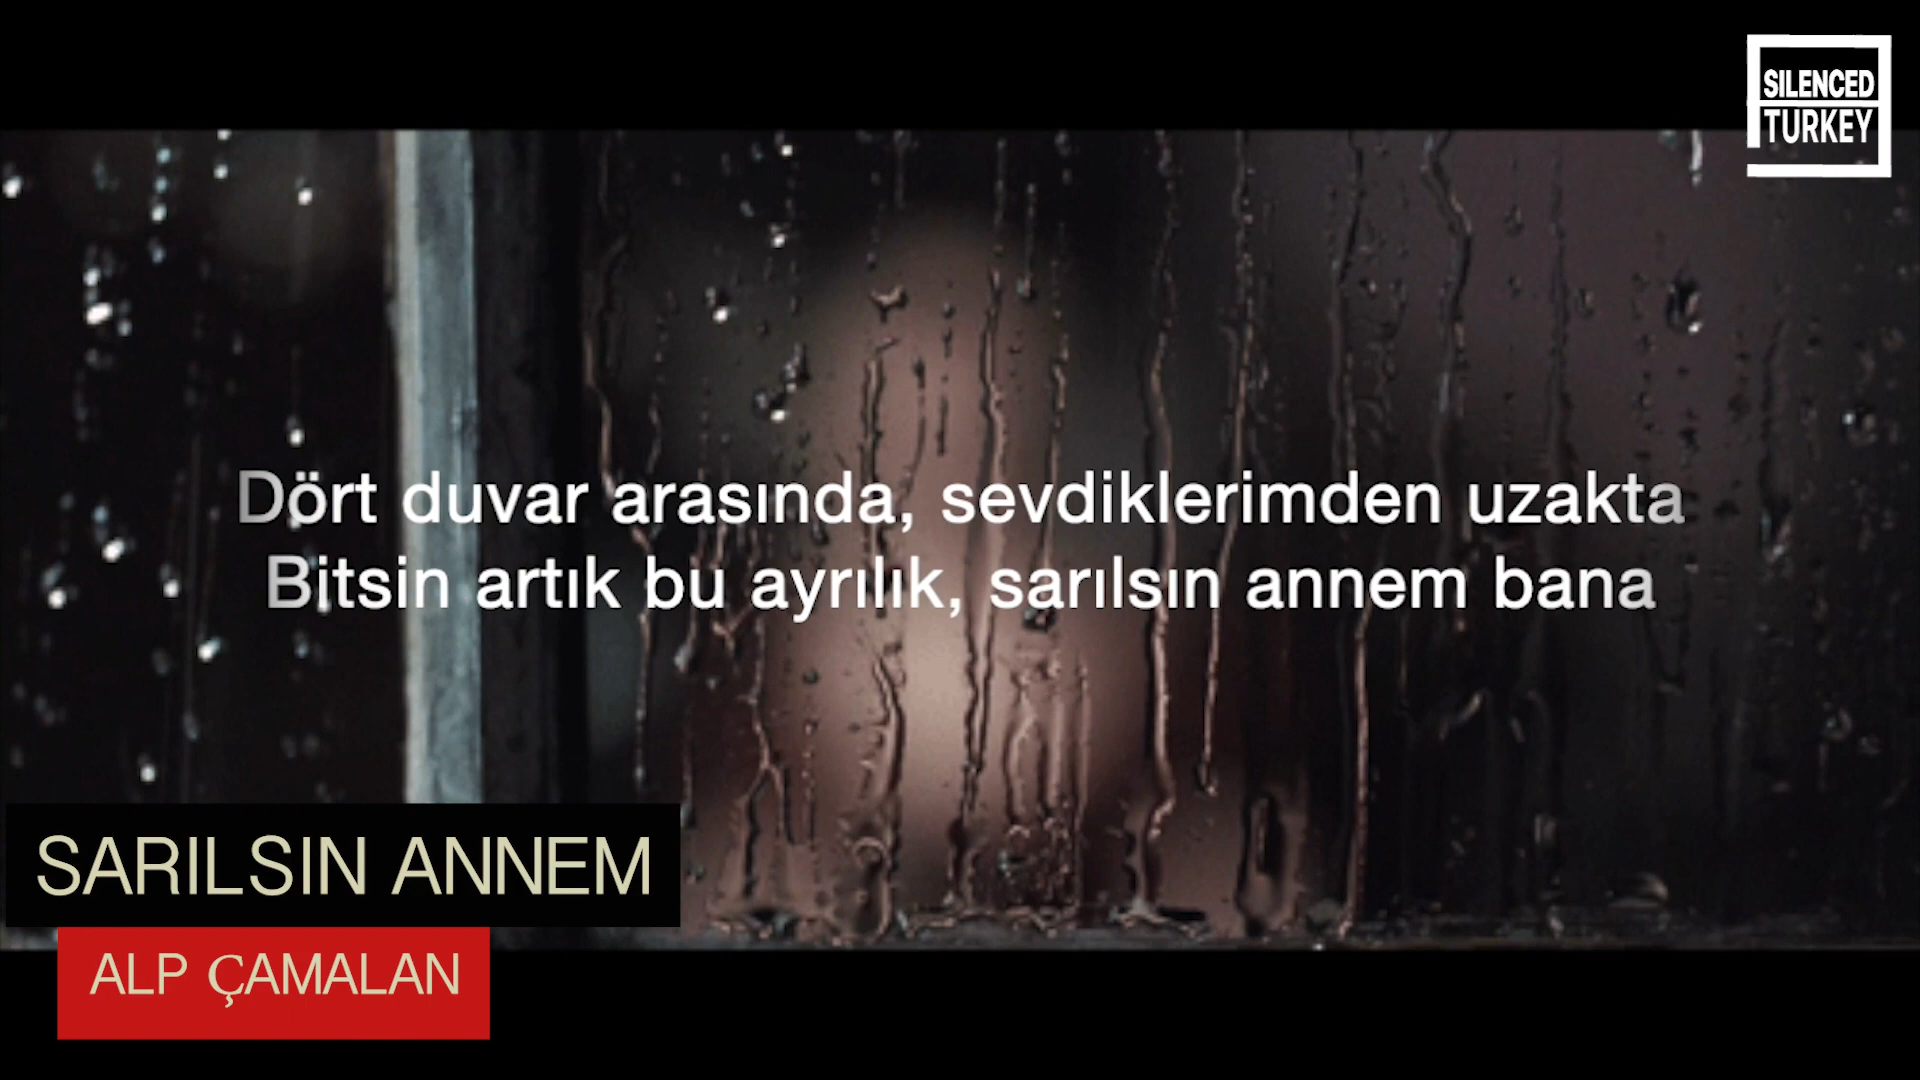 SILENCED
TURKEY
Dört duvar arasında, sevdiklerimden uzakta
Bitsin artık bu ayrılık, sarılsın annem bana
SARILSIN ANNEM
ALP ÇAMALAN